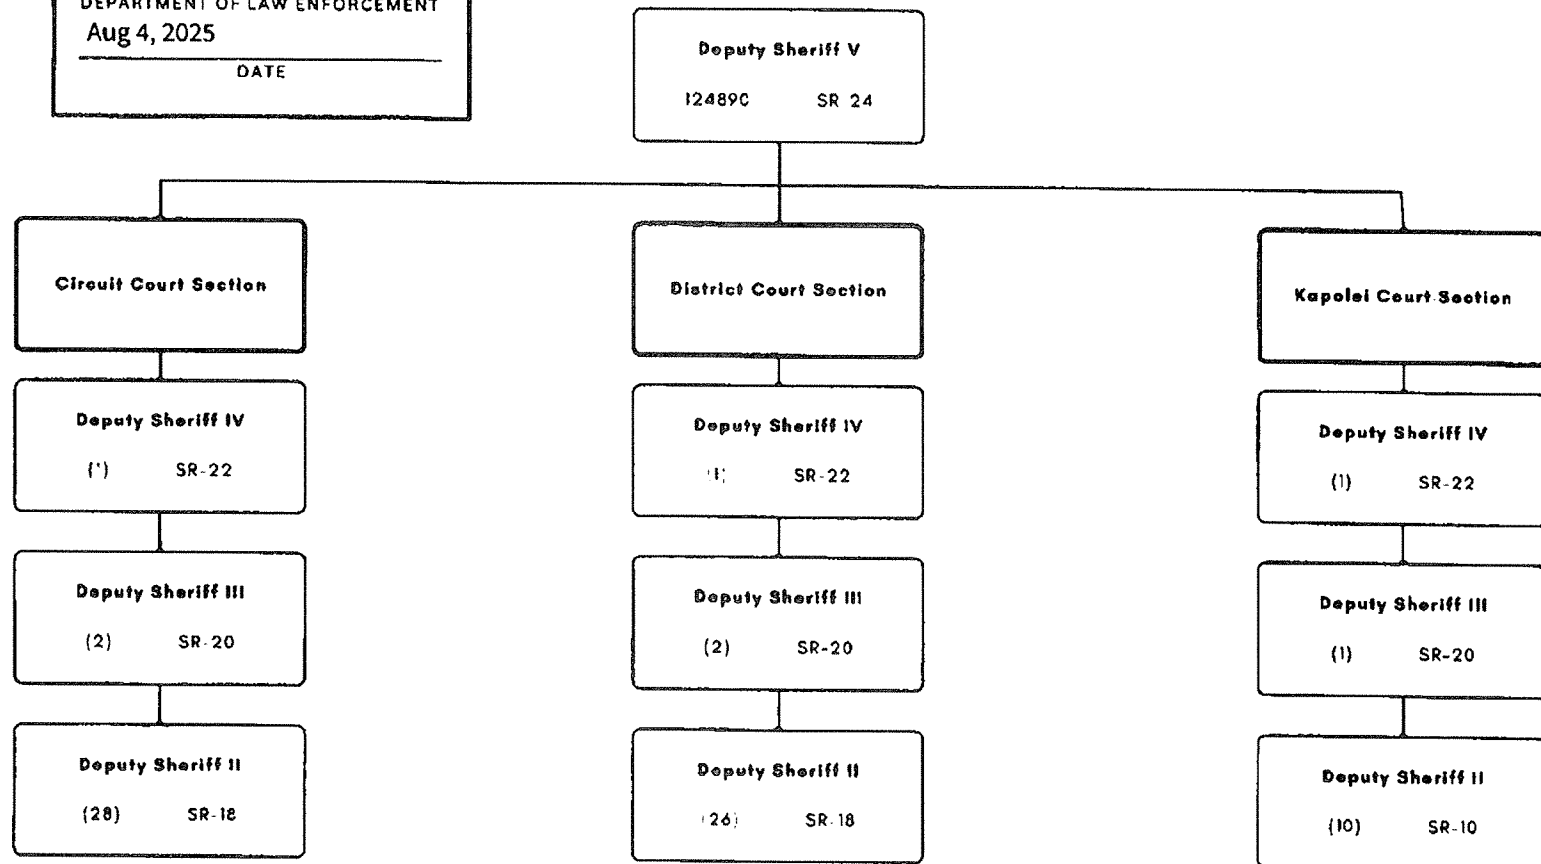 DEPARTMENT OF LAW ENFORCEMENT
Aug 4, 2025
DATE
Deputy Sheriff V
12489C SR 24
Circuit Court Section
District Court Section
Kapolei Court Section
Deputy Sheriff IV
SR-22
Deputy Sheriff IV
(1) SR-22
Deputy Sheriff IV
(1) SR-22
Deputy Sheriff III
(2) SR-20
Deputy Sheriff III
(2) SR-20
Deputy Sheriff III
(1) SR-20
Deputy Sheriff II
(28) SR-18
Deputy Sheriff II
(26) SR-18
Deputy Sheriff II
(10) SR-10